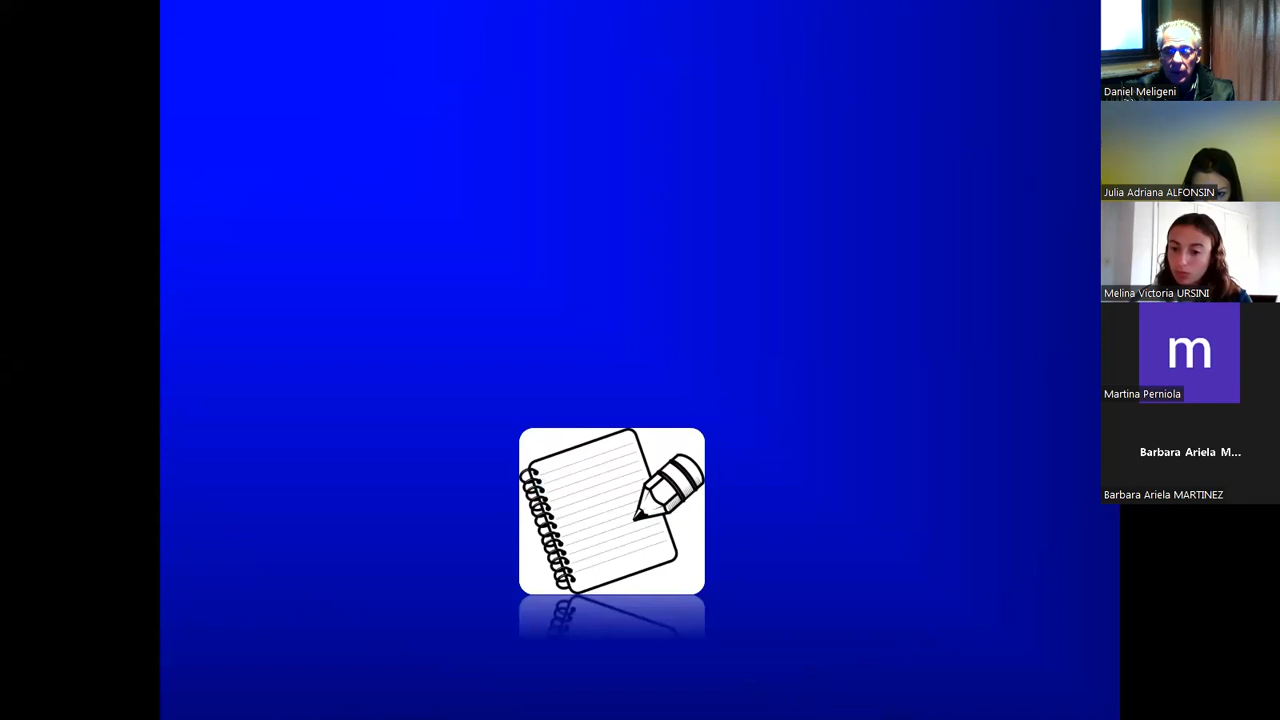 Daniel Meligeni
Julia Adriana ALFONSIN
Melina Victoria URSINI
m
Martina Perniola
Barbara Ariela M...
Barbara Ariela MARTINEZ